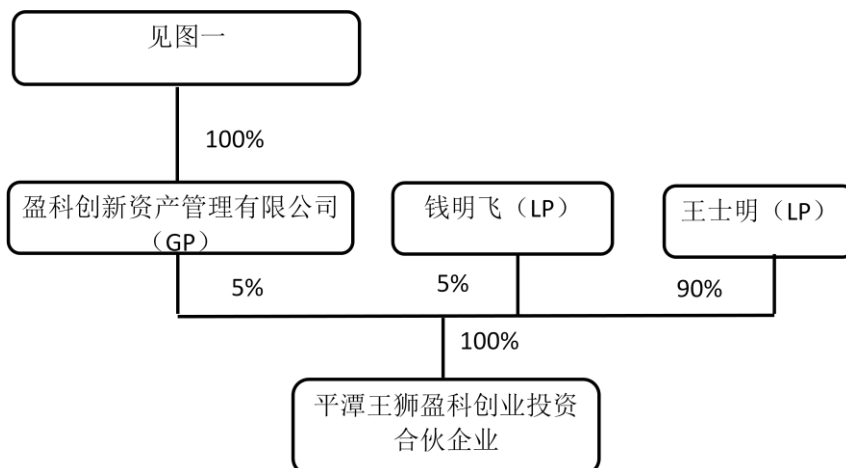 见图一
100%
盈科创新资产管理有限公司
（GP）
钱明飞（LP）
王士明（LP）
5%
5%
90%
100%
平潭王狮盈科创业投资
合伙企业